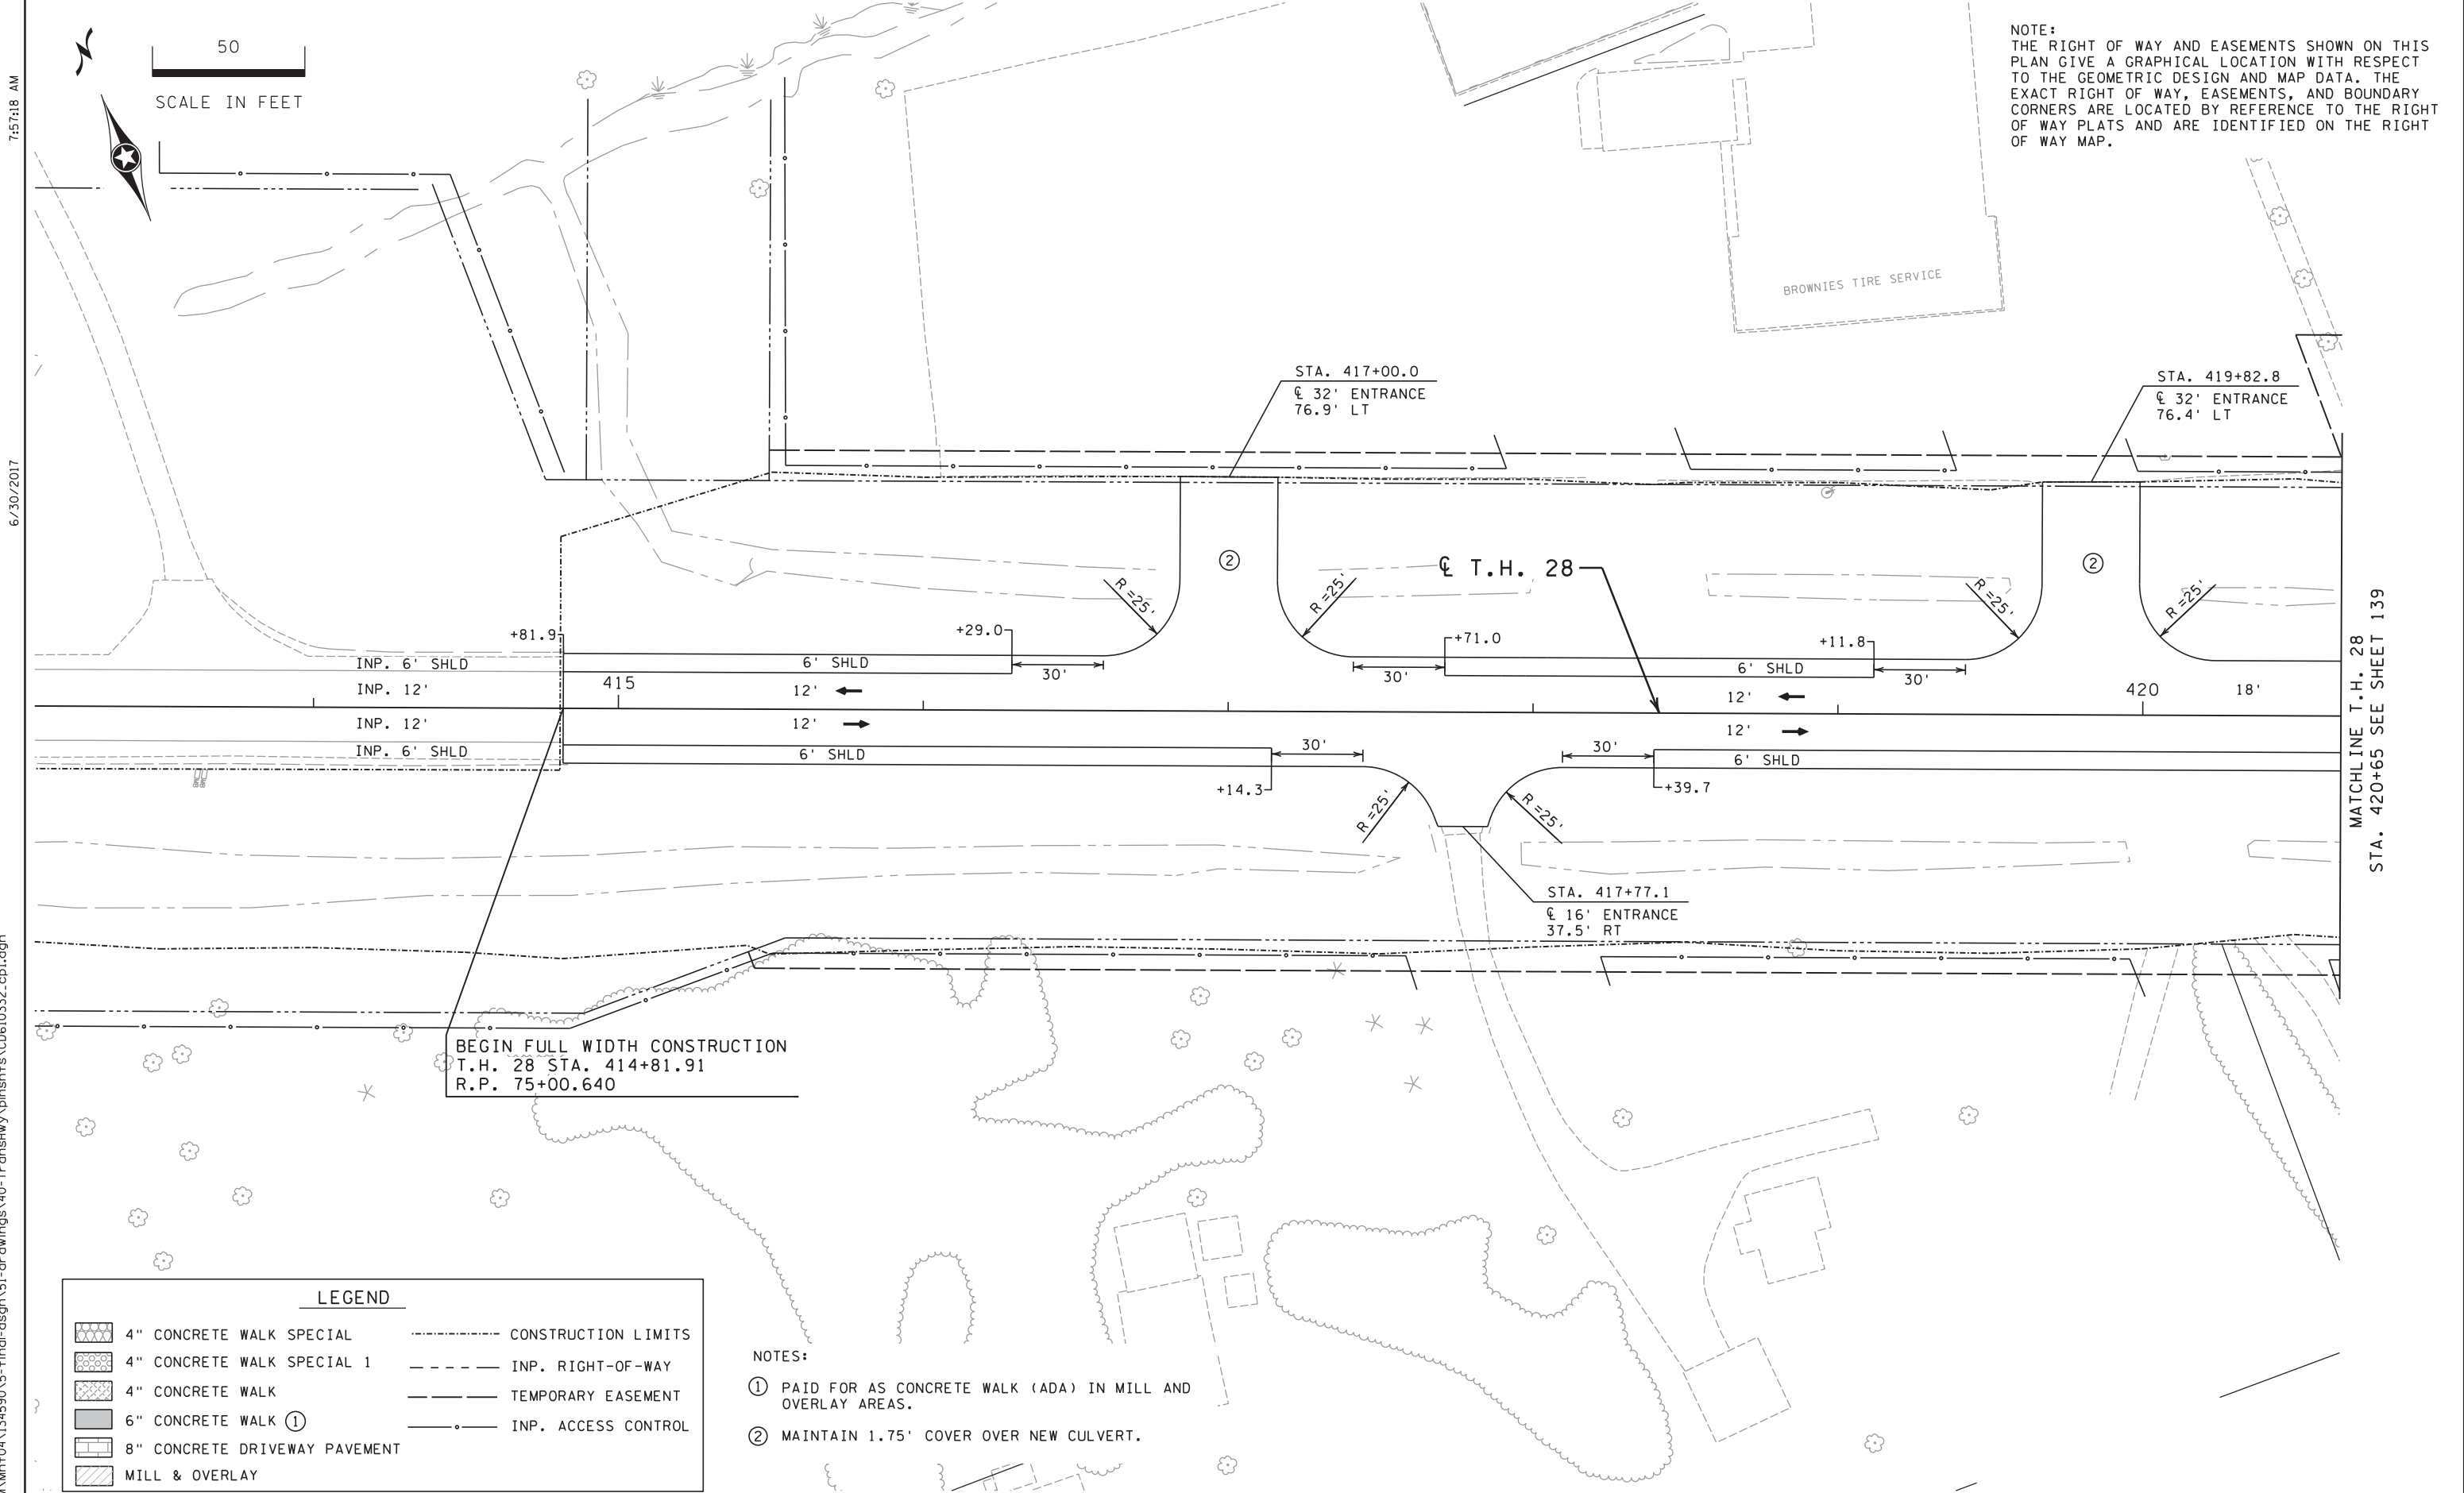 7:57:18 AM
6/30/2017
50
SCALE IN FEET
NOTE:
THE RIGHT OF WAY AND EASEMENTS SHOWN ON THIS
PLAN GIVE A GRAPHICAL LOCATION WITH RESPECT
TO THE GEOMETRIC DESIGN AND MAP DATA. THE
EXACT RIGHT OF WAY, EASEMENTS, AND BOUNDARY
CORNERS ARE LOCATED BY REFERENCE TO THE RIGHT
OF WAY PLATS AND ARE IDENTIFIED ON THE RIGHT
OF WAY MAP.
BROWNIES TIRE SERVICE
STA. 417+00.0
℄ 32' ENTRANCE
76.9' LT
STA. 419+82.8
℄ 32' ENTRANCE
76.4' LT
2
℄ T.H. 28
2
R =25'
R =25'
R =25'
R =25'
+81.9
+29.0
+71.0
+11.8
INP. 6' SHLD
6' SHLD
30'
30'
6' SHLD
30'
INP. 12'
415
12'
12'
420
18'
INP. 12'
12'
12'
INP. 6' SHLD
6' SHLD
30'
30'
6' SHLD
+14.3
+39.7
R =25'
R =25'
MATCHLINE T.H. 28
STA. 420+65 SEE SHEET 139
STA. 417+77.1
℄ 16' ENTRANCE
37.5' RT
BEGIN FULL WIDTH CONSTRUCTION
T.H. 28 STA. 414+81.91
R.P. 75+00.640
LEGEND
4" CONCRETE WALK SPECIAL
4" CONCRETE WALK SPECIAL 1
4" CONCRETE WALK
6" CONCRETE WALK 1
8" CONCRETE DRIVEWAY PAVEMENT
MILL & OVERLAY
CONSTRUCTION LIMITS
INP. RIGHT-OF-WAY
TEMPORARY EASEMENT
INP. ACCESS CONTROL
NOTES:
1 PAID FOR AS CONCRETE WALK (ADA) IN MILL AND
OVERLAY AREAS.
2 MAINTAIN 1.75' COVER OVER NEW CULVERT.